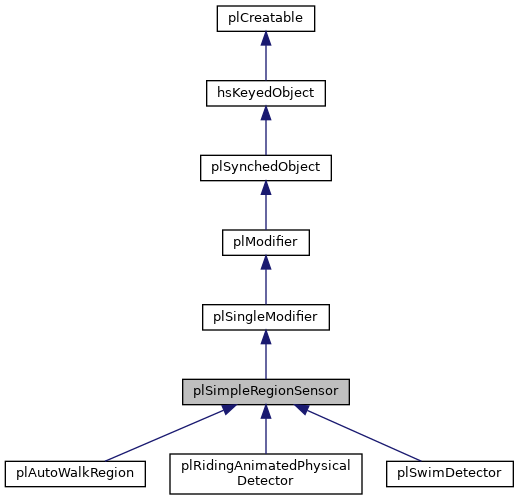 plCreatable
hsKeyedObject
plSynchedObject
plModifier
plSingleModifier
plSimpleRegionSensor
plAutoWalkRegion
plRidingAnimatedPhysical
Detector
plSwimDetector